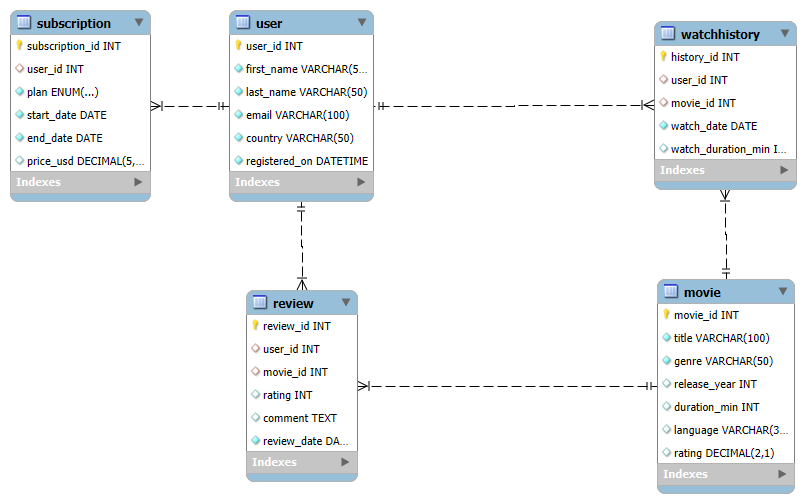 subscription
subscription_id INT
user_id INT
plan ENUM(...)
start_date DATE
end_date DATE
price_usd DECIMAL(5,...
Indexes
user
user_id INT
first_name VARCHAR(5...
last_name VARCHAR(50)
email VARCHAR(100)
country VARCHAR(50)
registered_on DATETIME
Indexes
watchhistory
history_id INT
user_id INT
movie_id INT
watch_date DATE
watch_duration_min I...
Indexes
review
review_id INT
user_id INT
movie_id INT
rating INT
comment TEXT
review_date DA...
Indexes
movie
movie_id INT
title VARCHAR(100)
genre VARCHAR(50)
release_year INT
duration_min INT
language VARCHAR(3...
rating DECIMAL(2,1)
Indexes